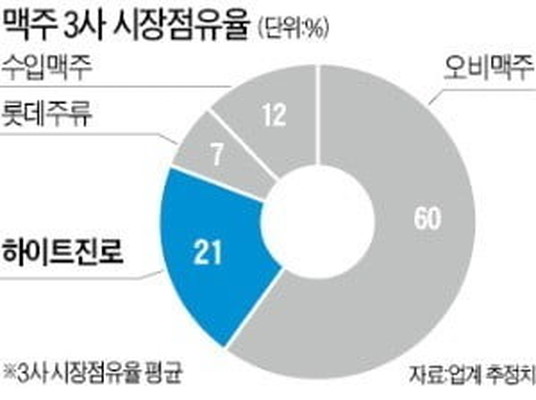 맥주 3사 시장점유율 (단위:%)
수입맥주
오비맥주
롯데주류
12
7
60
하이트진로
21
※3사 시장점유율 평균
자료:업계 추정치